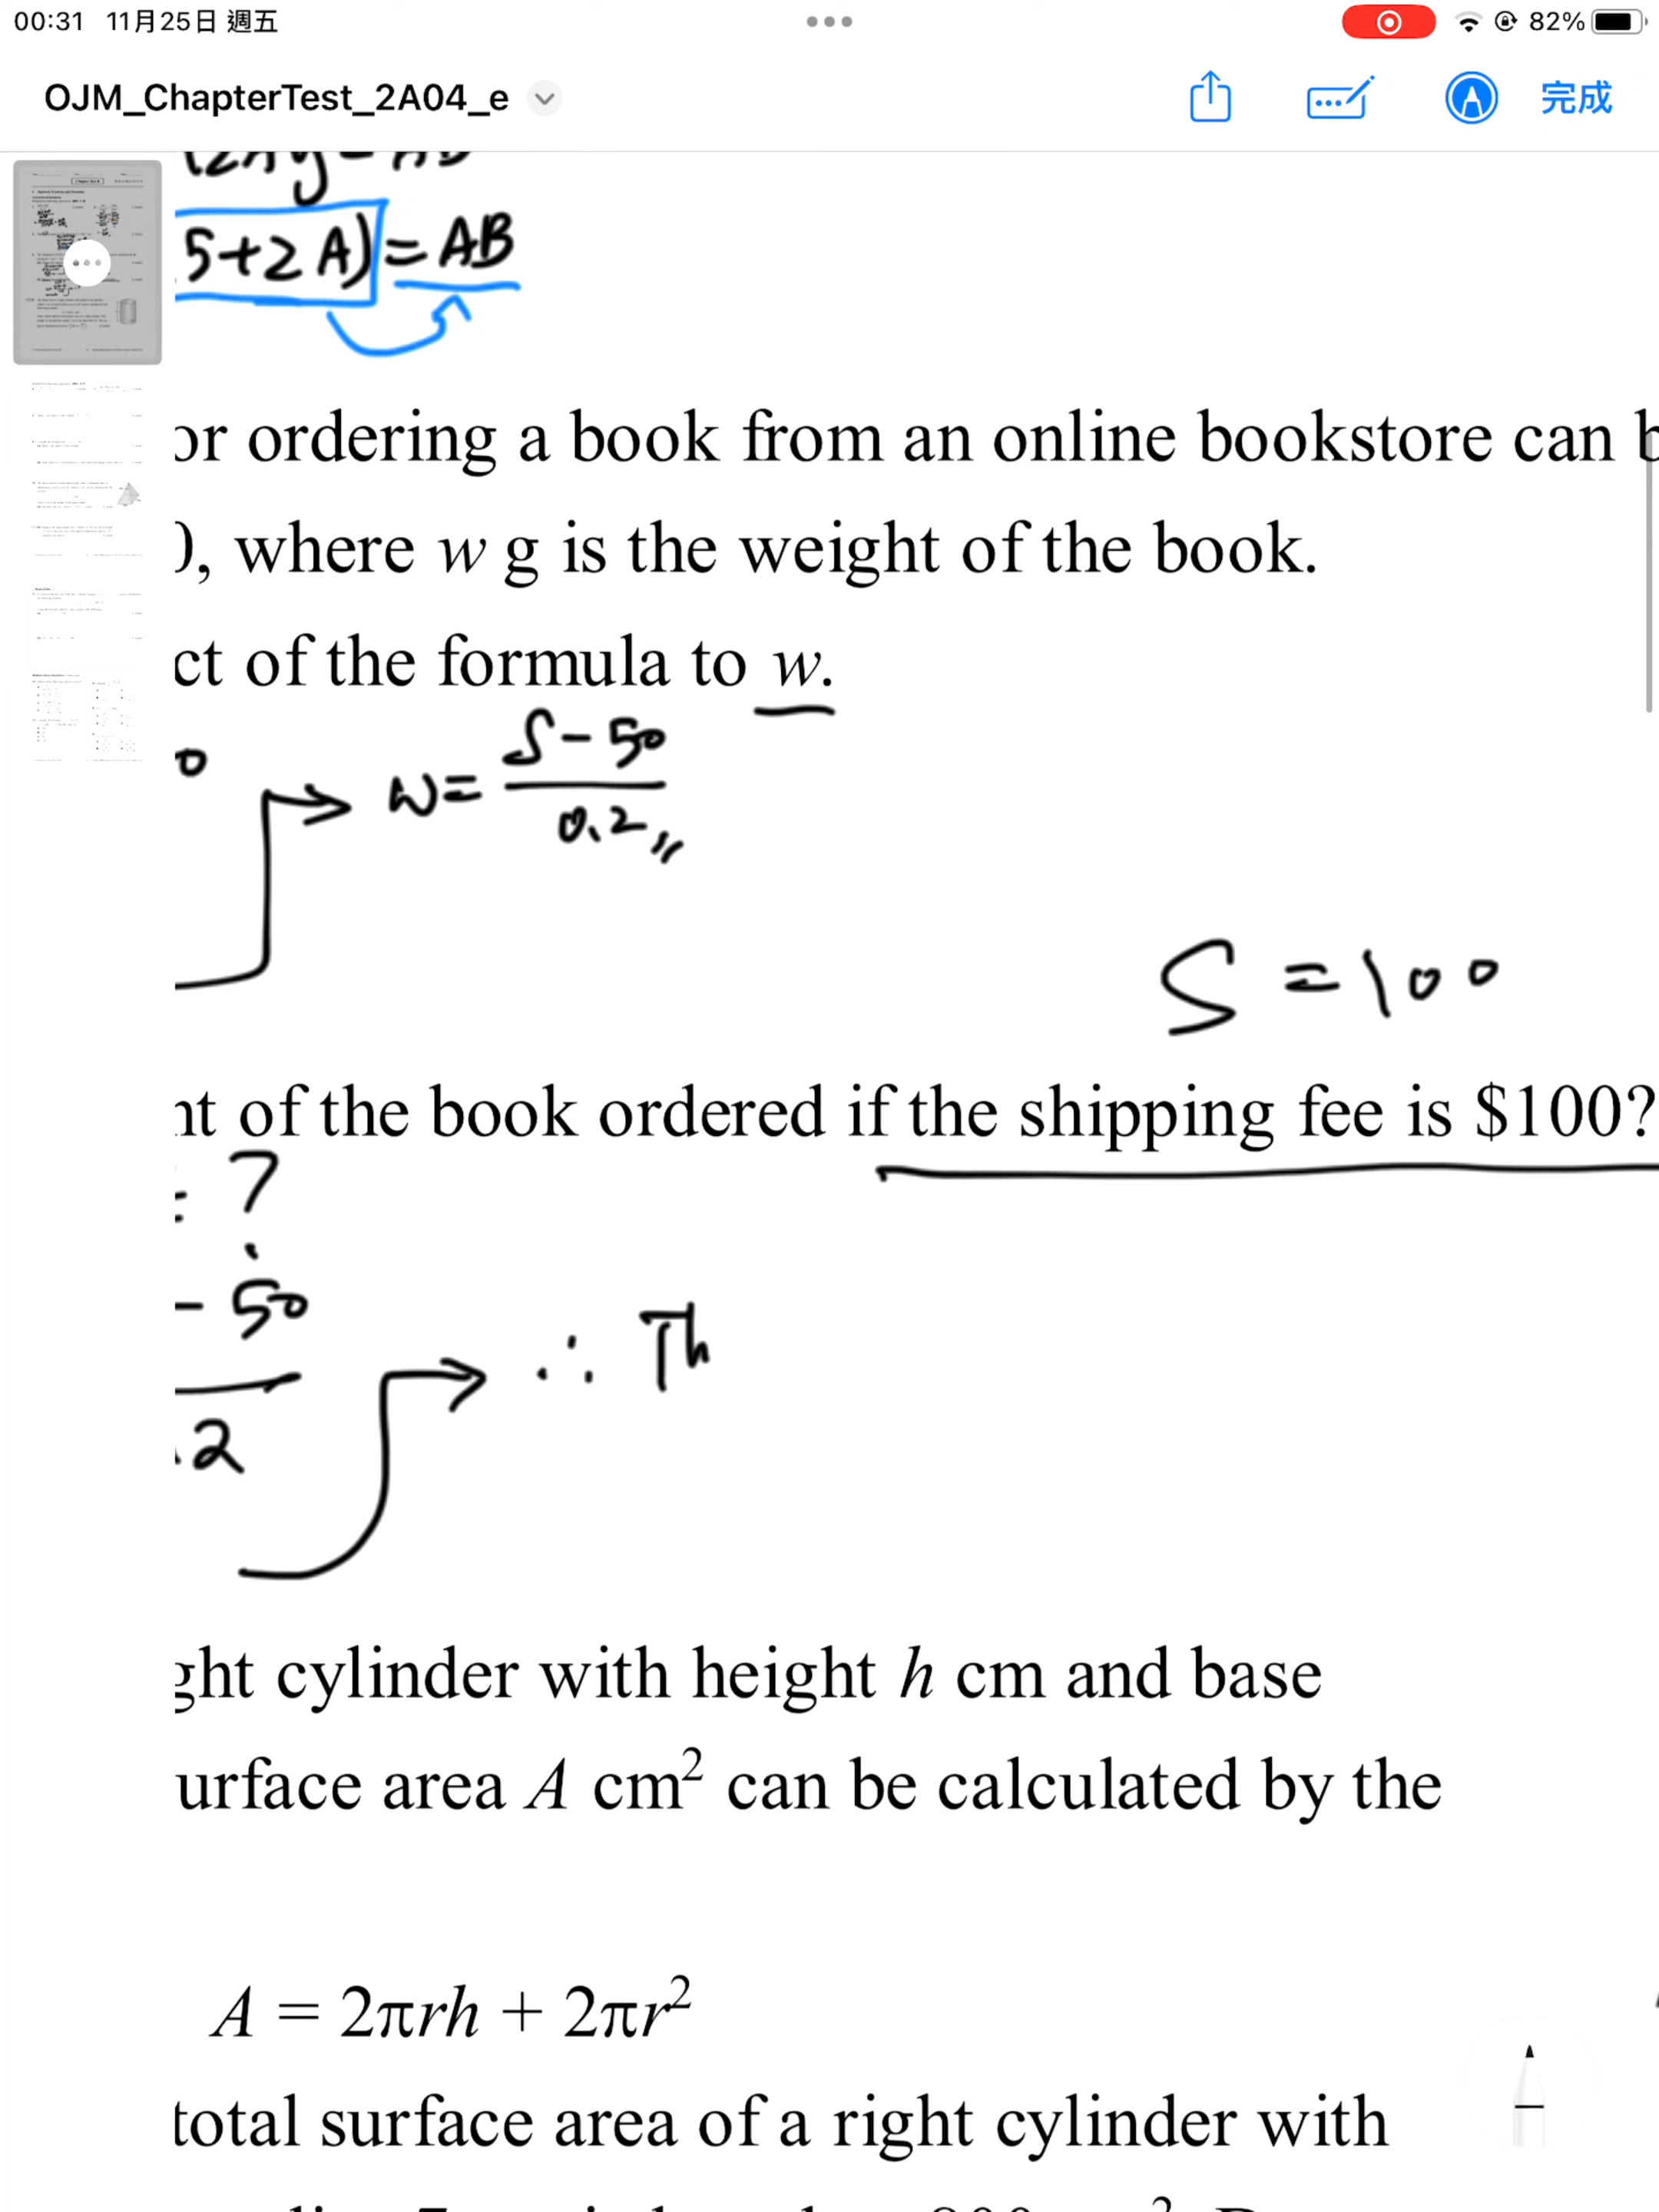 00:31 11月25日 週五
82%
OJM_ChapterTest_2A04_e
完成
5+2A) = AB
or ordering a book from an online bookstore can b
), where w g is the weight of the book.
ct of the formula to w.
0
w = S - 50 / 0.2
S = 100
nt of the book ordered if the shipping fee is $100?
= ?
- 50
.2
∴ Th
ght cylinder with height h cm and base
urface area A cm² can be calculated by the
A = 2πrh + 2πr²
total surface area of a right cylinder with